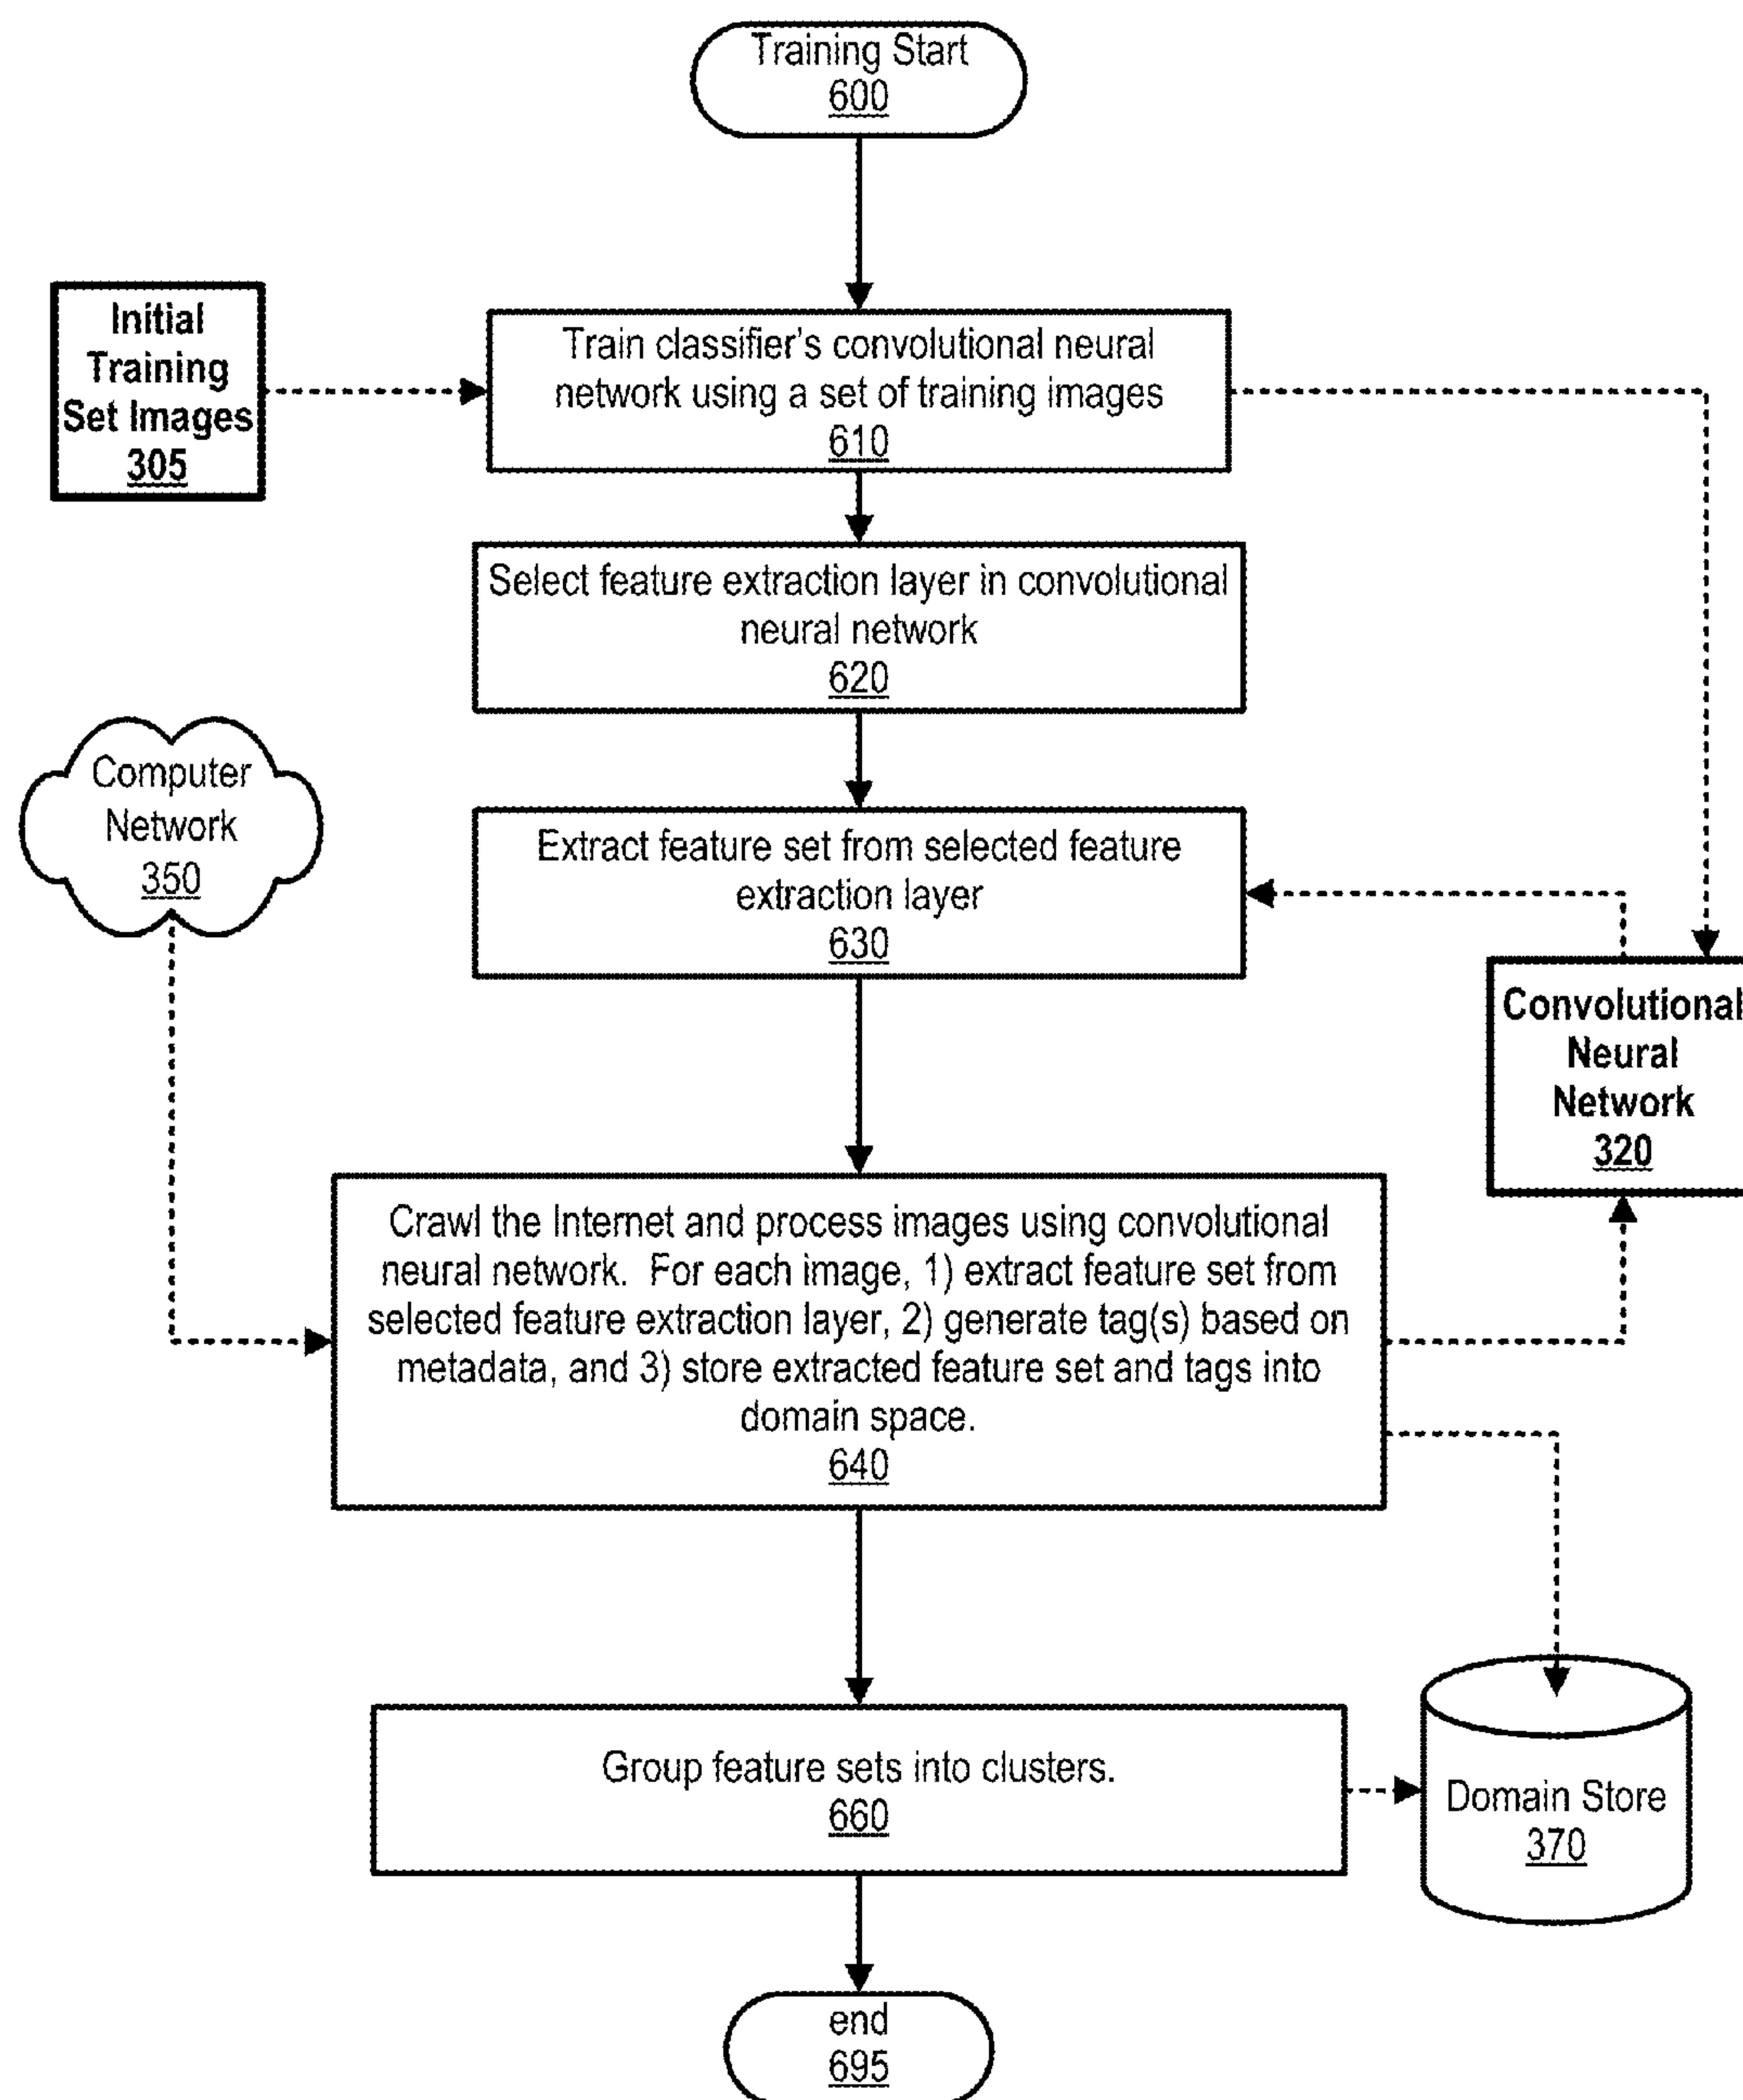 Training Start
600
Initial
Training
Set Images
305
Train classifier's convolutional neural
network using a set of training images
610
Select feature extraction layer in convolutional
neural network
620
Computer
Network
350
Extract feature set from selected feature
extraction layer
630
Convolutional
Neural
Network
320
Crawl the Internet and process images using convolutional
neural network. For each image, 1) extract feature set from
selected feature extraction layer, 2) generate tag(s) based on
metadata, and 3) store extracted feature set and tags into
domain space.
640
Group feature sets into clusters.
660
Domain Store
370
end
695